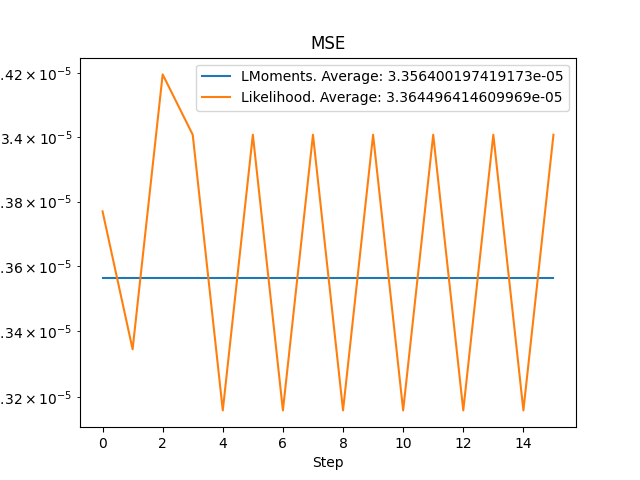 MSE
LMoments. Average: 3.356400197419173e-05
Likelihood. Average: 3.364496414609969e-05
.42 × 10⁻⁵
3.4 × 10⁻⁵
.38 × 10⁻⁵
.36 × 10⁻⁵
.34 × 10⁻⁵
.32 × 10⁻⁵
0 2 4 6 8 10 12 14
Step